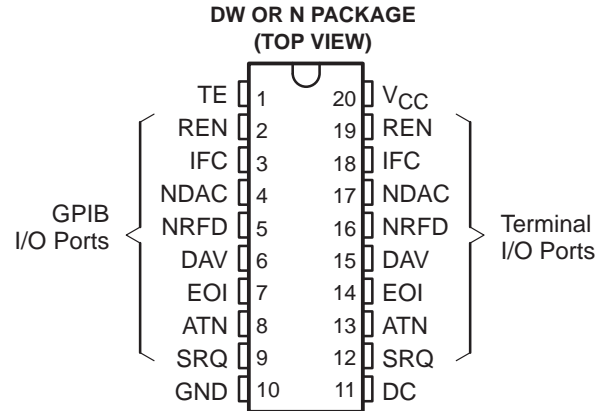 DW OR N PACKAGE
(TOP VIEW)
TE 1 20 VCC
REN 2 19 REN
IFC 3 18 IFC
NDAC 4 17 NDAC
NRFD 5 16 NRFD
DAV 6 15 DAV
EOI 7 14 EOI
ATN 8 13 ATN
SRQ 9 12 SRQ
GND 10 11 DC
GPIB
I/O Ports
Terminal
I/O Ports